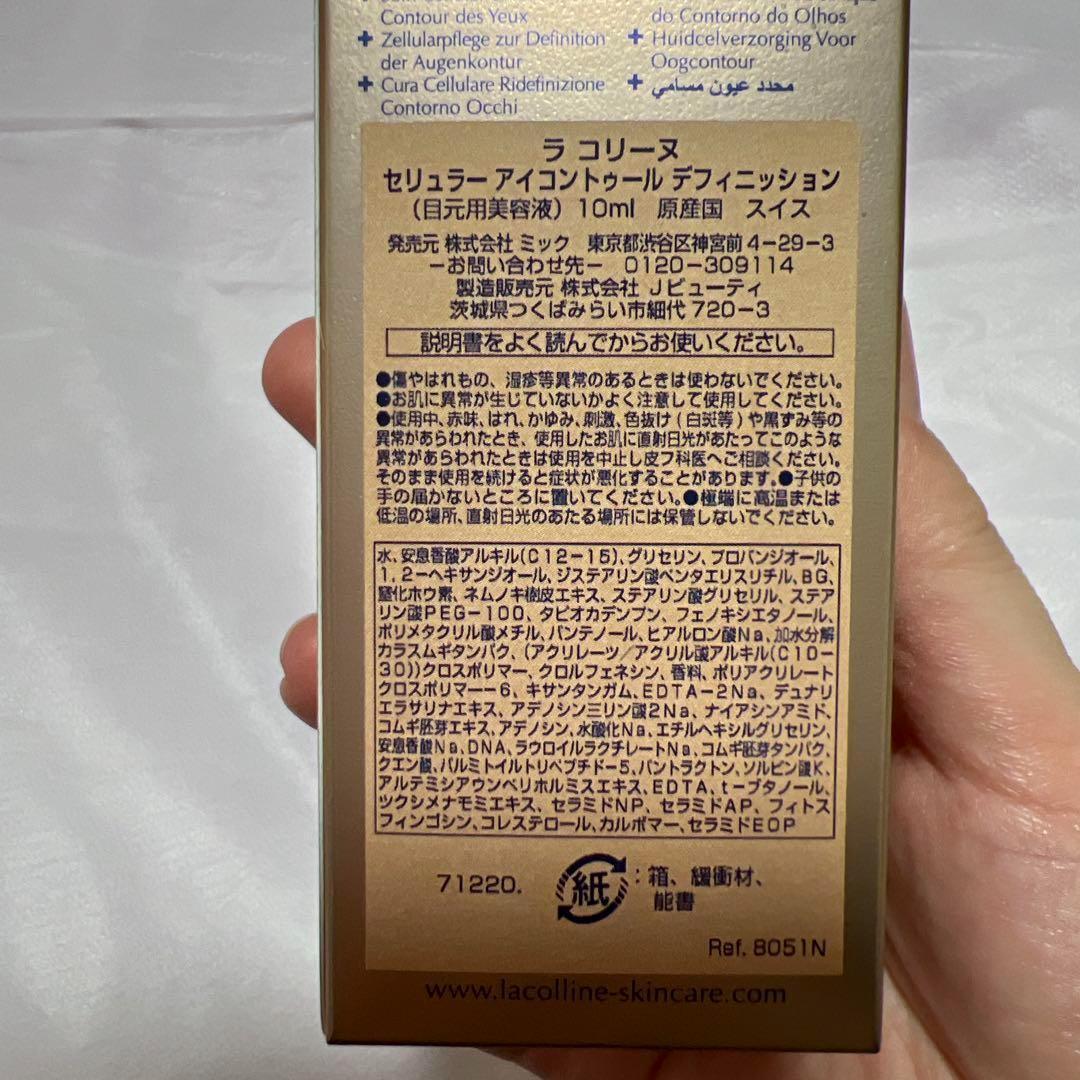 Contour des Yeux
+ Zellularpflege zur Definition
der Augenkontur
+ Cura Cellulare Ridefinizione
Contorno Occhi
do Contorno do Olhos
+ Huidcelverzorging Voor
Oogcontour
+ محدد عيون مسامي
ラ コリーヌ
セリュラー アイコントゥール デフィニッション
(目元用美容液) 10ml 原産国 スイス
発売元 株式会社 ミック 東京都渋谷区神宮前4-29-3
-お問い合わせ先- 0120-309114
製造販売元 株式会社 Jビューティ
茨城県つくばみらい市細代720-3
説明書をよく読んでからお使いください。
●傷やはれもの、湿疹等異常のあるときは使わないでください。
●お肌に異常が生じていないかよく注意して使用してください。
●使用中、赤味、はれ、かゆみ、刺激、色抜け(白斑等)や黒ずみ等の
異常があらわれたとき、使用したお肌に直射日光があたってこのような
異常があらわれたときは使用を中止し皮フ科医へご相談ください。
そのまま使用を続けると症状が悪化することがあります。●子供の
手の届かないところに置いてください。●極端に高温または
低温の場所、直射日光のあたる場所には保管しないでください。
水、安息香酸アルキル(C12-15)、グリセリン、プロパンジオール、
1,2-ヘキサンジオール、ジステアリン酸ペンタエリスリチル、BG、
窒化ホウ素、ネムノキ樹皮エキス、ステアリン酸グリセリル、ステア
リン酸PEG-100、タピオカデンプン、フェノキシエタノール、
ポリメタクリル酸メチル、パンテノール、ヒアルロン酸Na、加水分解
カラスムギタンパク、(アクリレーツ/アクリル酸アルキル(C10-
30))クロスポリマー、クロルフェネシン、香料、ポリアクリレート
クロスポリマー-6、キサンタンガム、EDTA-2Na、デュナリ
エラサリナエキス、アデノシン三リン酸2Na、ナイアシンアミド、
コムギ胚芽エキス、アデノシン、水酸化Na、エチルヘキシルグリセリン、
安息香酸Na、DNA、ラウロイルラクチレートNa、コムギ胚芽タンパク、
クエン酸、パルミトイルトリペプチド-5、パントラクトン、ソルビン酸K、
アルテミシアウンベリホルミスエキス、EDTA、t-ブタノール、
ツクシメナモミエキス、セラミドNP、セラミドAP、フィトス
フィンゴシン、コレステロール、カルボマー、セラミドEOP
71220. 紙:箱、緩衝材、
能書
Ref. 8051N
www.lacolline-skincare.com